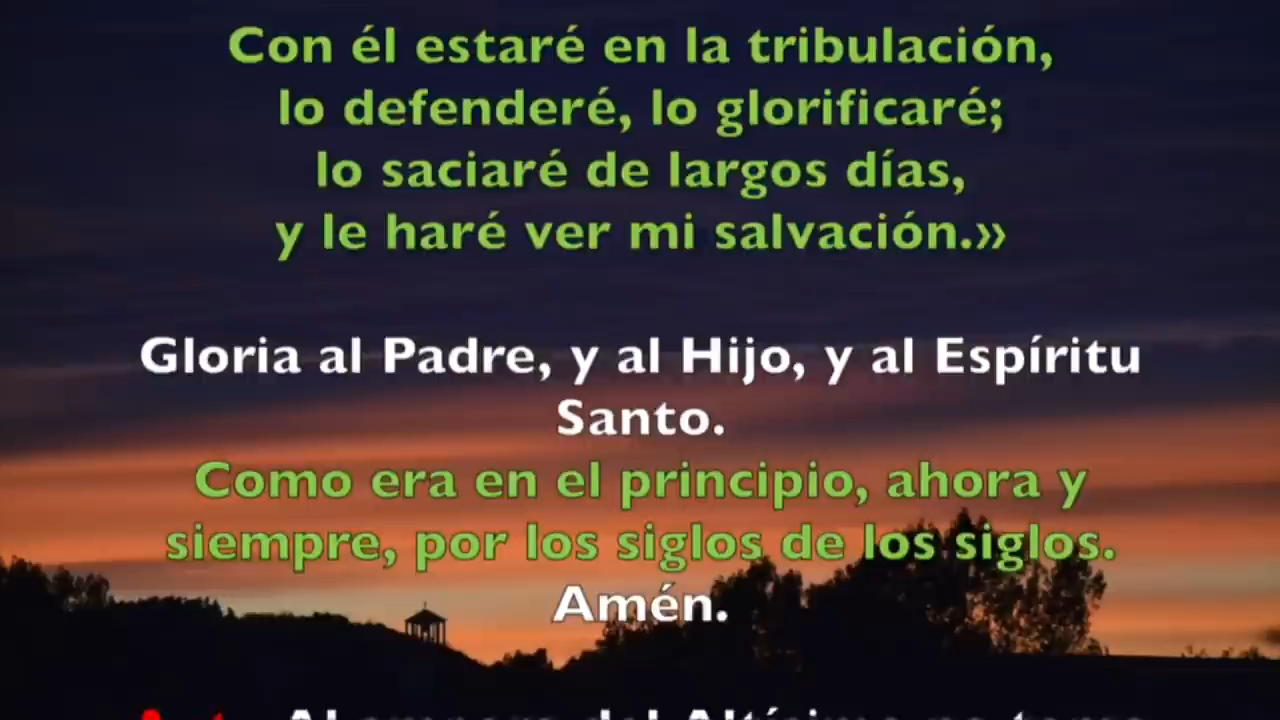 Con él estaré en la tribulación,
lo defenderé, lo glorificaré;
lo saciaré de largos días,
y le haré ver mi salvación.»
Gloria al Padre, y al Hijo, y al Espíritu
Santo.
Como era en el principio, ahora y
siempre, por los siglos de los siglos.
Amén.